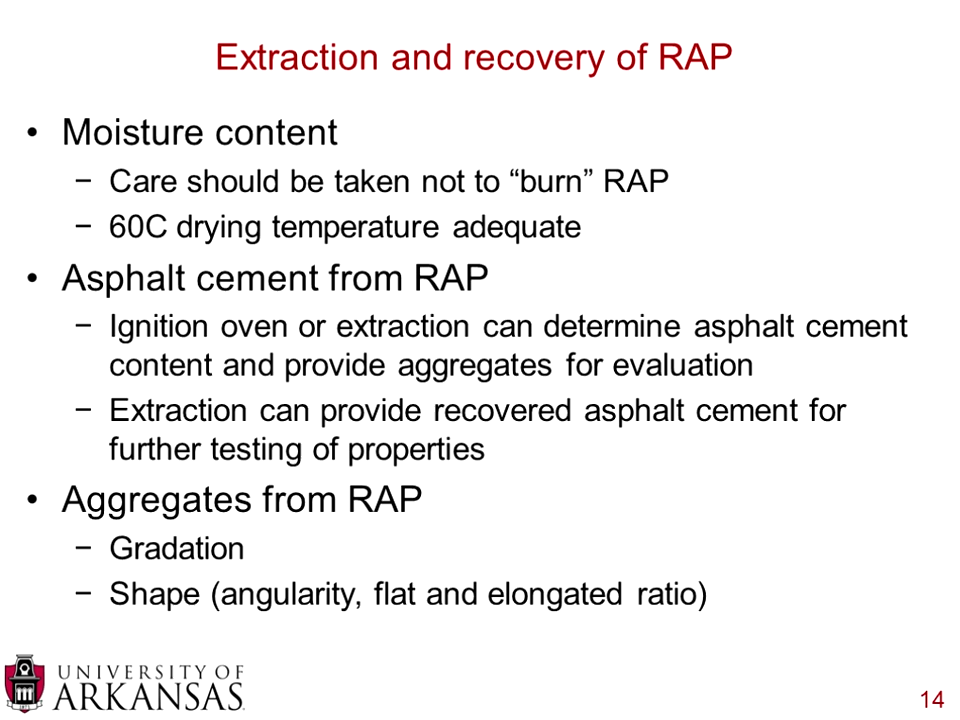 Extraction and recovery of RAP
• Moisture content
− Care should be taken not to “burn” RAP
− 60C drying temperature adequate
• Asphalt cement from RAP
− Ignition oven or extraction can determine asphalt cement
content and provide aggregates for evaluation
− Extraction can provide recovered asphalt cement for
further testing of properties
• Aggregates from RAP
− Gradation
− Shape (angularity, flat and elongated ratio)
UNIVERSITY OF
ARKANSAS
14